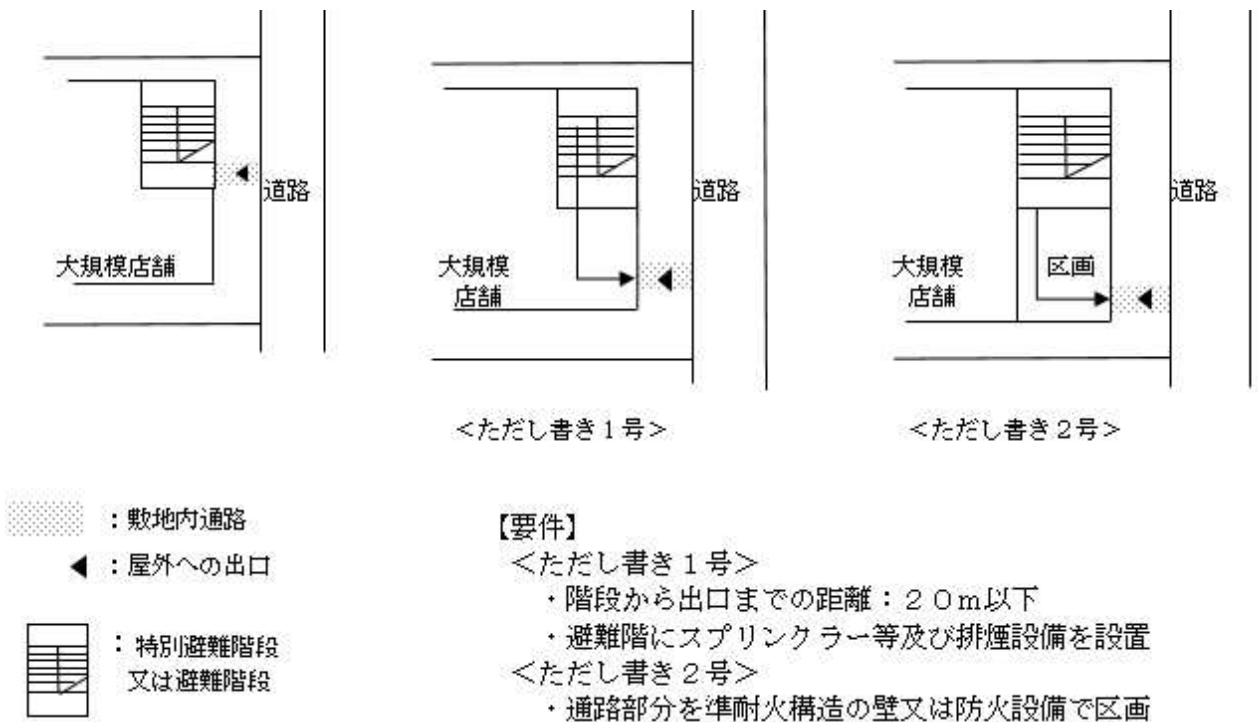 道路
大規模店舗
道路
大規模
店舗
道路
大規模
店舗
区画
<ただし書き１号>
<ただし書き２号>
：敷地内通路
：屋外への出口
：特別避難階段
又は避難階段
【要件】
<ただし書き１号>
・階段から出口までの距離：２０ｍ以下
・避難階にスプリンクラー等及び排煙設備を設置
<ただし書き２号>
・通路部分を準耐火構造の壁又は防火設備で区画